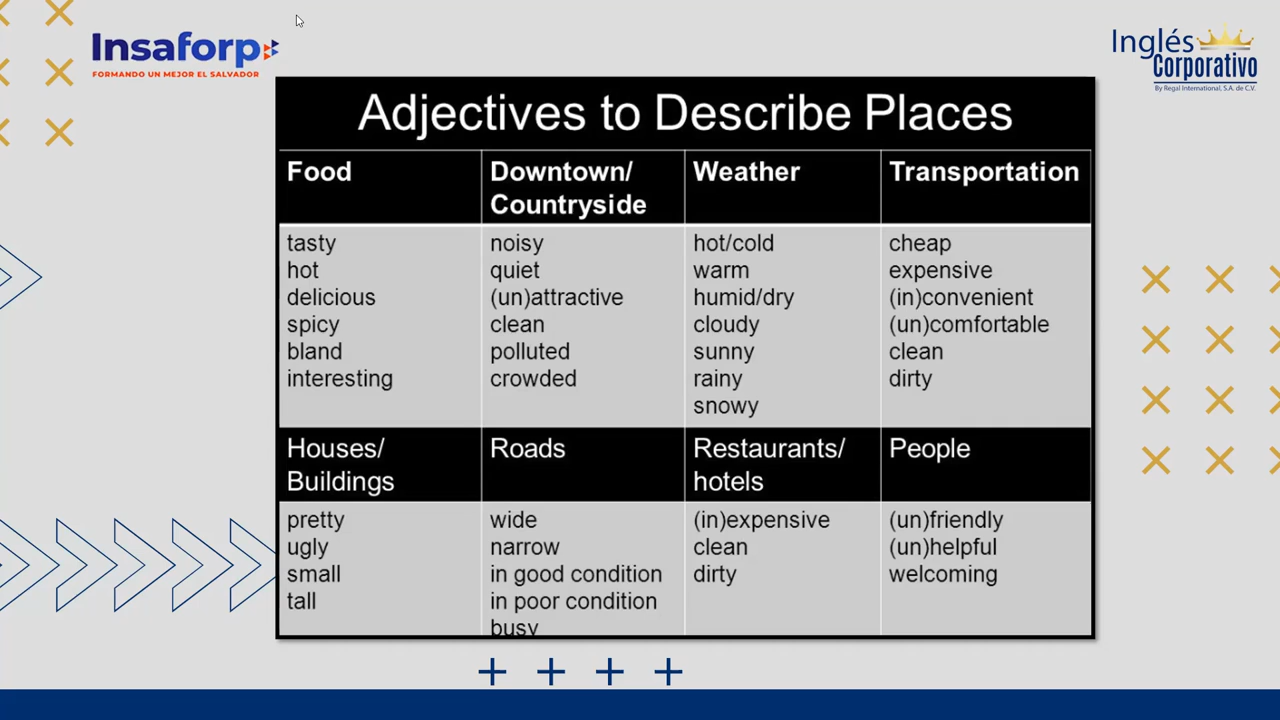 Insaforp
FORMANDO UN MEJOR EL SALVADOR
Inglés
Corporativo
By Regal International, S.A. de C.V.
Adjectives to Describe Places
Food
Downtown/
Countryside
Weather
Transportation
tasty
hot
delicious
spicy
bland
interesting
noisy
quiet
(un)attractive
clean
polluted
crowded
hot/cold
warm
humid/dry
cloudy
sunny
rainy
snowy
cheap
expensive
(in)convenient
(un)comfortable
clean
dirty
Houses/
Buildings
Roads
Restaurants/
hotels
People
pretty
ugly
small
tall
wide
narrow
in good condition
in poor condition
busy
(in)expensive
clean
dirty
(un)friendly
(un)helpful
welcoming